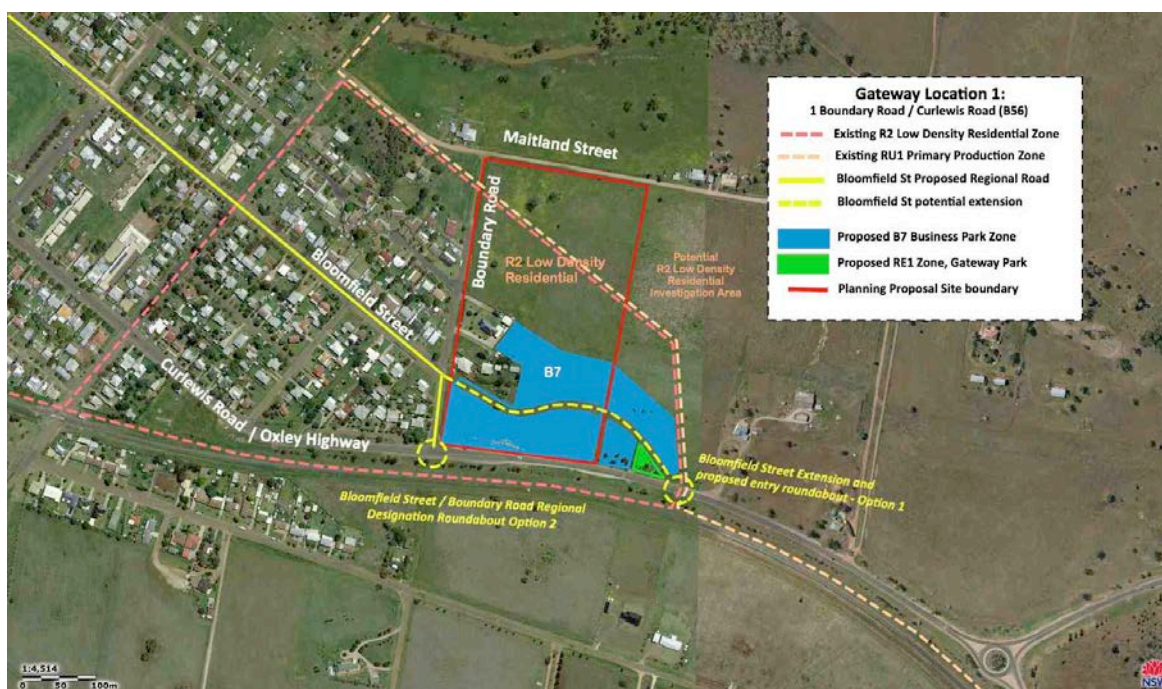 Gateway Location 1:
1 Boundary Road / Curlewis Road (B56)
Existing R2 Low Density Residential Zone
Existing RU1 Primary Production Zone
Bloomfield St Proposed Regional Road
Bloomfield St potential extension
Proposed B7 Business Park Zone
Proposed RE1 Zone, Gateway Park
Planning Proposal Site boundary
Maitland Street
Boundary Road
R2 Low Density
Residential
Potential
R2 Low Density
Residential
Investigation Area
Bloomfield Street
B7
Curlewis Road / Oxley Highway
Bloomfield Street Extension and
proposed entry roundabout - Option 1
Bloomfield Street / Boundary Road Regional
Designation Roundabout Option 2
1:4,514
0 50 100m
NSW